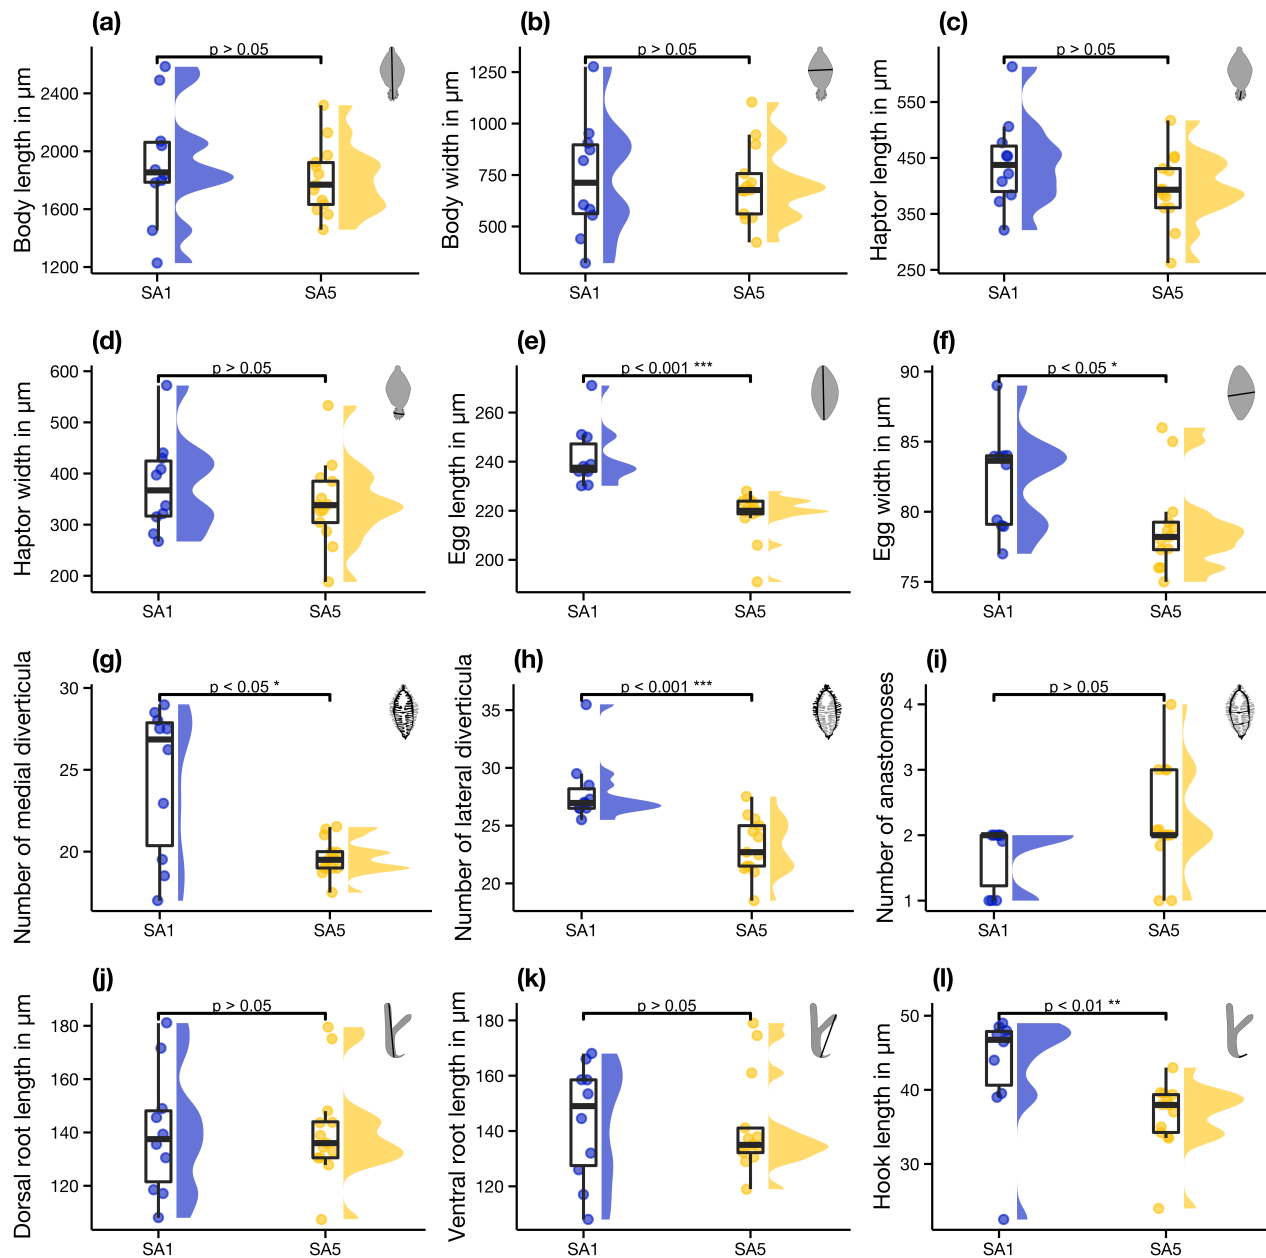 (a)
p > 0.05
Body length in µm
2400
2000
1600
1200
SA1
SA5
(b)
p > 0.05
Body width in µm
1250
1000
750
500
SA1
SA5
(c)
p > 0.05
Haptor length in µm
550
450
350
250
SA1
SA5
(d)
p > 0.05
Haptor width in µm
600
500
400
300
200
SA1
SA5
(e)
p < 0.001 ***
Egg length in µm
260
240
220
200
SA1
SA5
(f)
p < 0.05 *
Egg width in µm
90
85
80
75
SA1
SA5
(g)
p < 0.05 *
Number of medial diverticula
30
25
20
SA1
SA5
(h)
p < 0.001 ***
Number of lateral diverticula
35
30
25
20
SA1
SA5
(i)
p > 0.05
Number of anastomoses
4
3
2
1
SA1
SA5
(j)
p > 0.05
Dorsal root length in µm
180
160
140
120
SA1
SA5
(k)
p > 0.05
Ventral root length in µm
180
160
140
120
SA1
SA5
(l)
p < 0.01 **
Hook length in µm
50
40
30
SA1
SA5